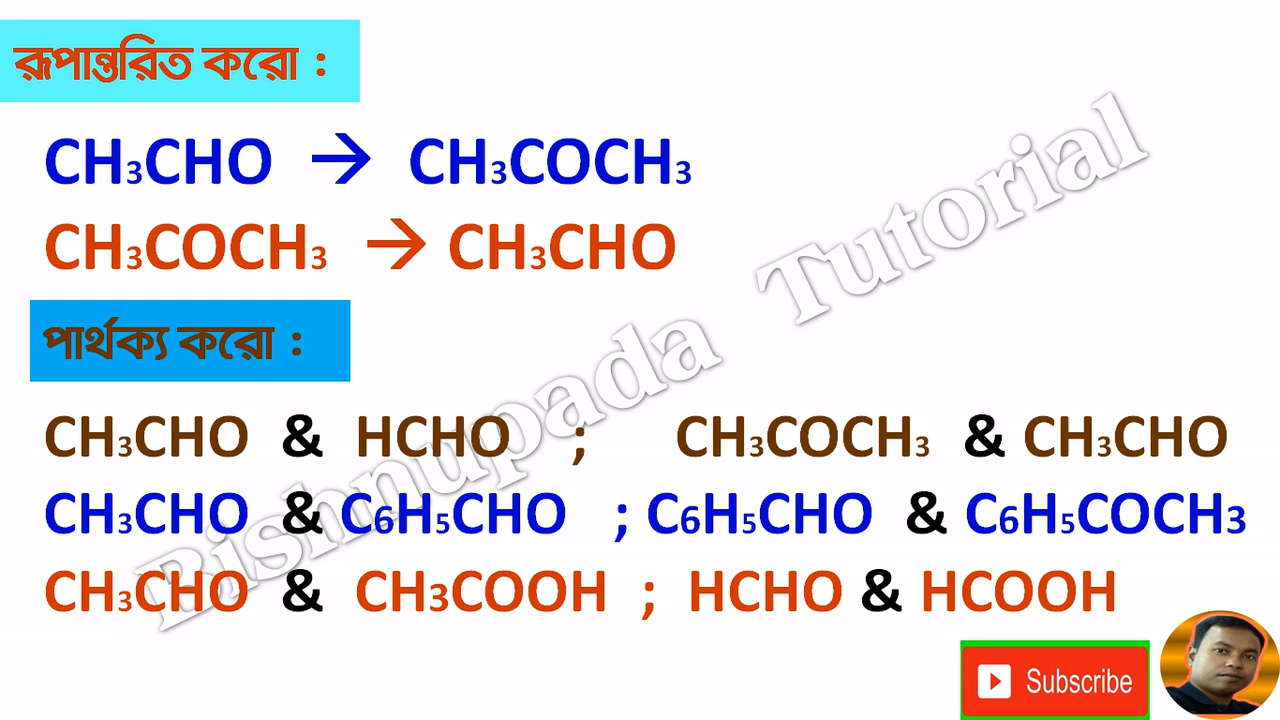 রূপান্তরিত করো :
CH₃CHO → CH₃COCH₃
CH₃COCH₃ → CH₃CHO
পার্থক্য করো :
CH₃CHO & HCHO ; CH₃COCH₃ & CH₃CHO
CH₃CHO & C₆H₅CHO ; C₆H₅CHO & C₆H₅COCH₃
CH₃CHO & CH₃COOH ; HCHO & HCOOH
Bishnupada Tutorial
Subscribe